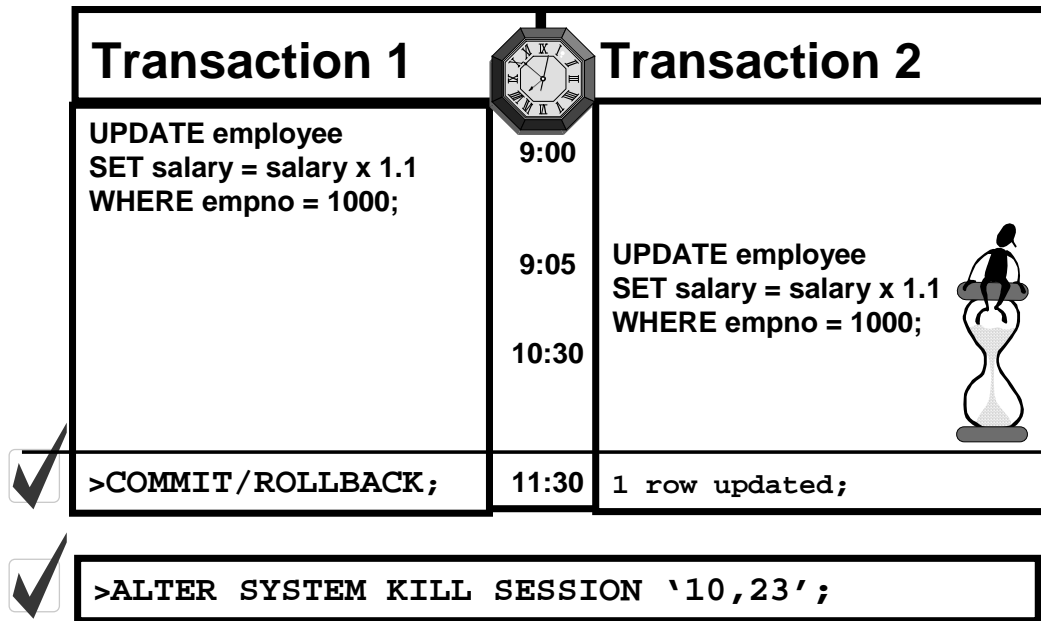 Transaction 1
Transaction 2
UPDATE employee
SET salary = salary x 1.1
WHERE empno = 1000;
9:00
9:05
UPDATE employee
SET salary = salary x 1.1
WHERE empno = 1000;
10:30
>COMMIT/ROLLBACK;
11:30
1 row updated;
>ALTER SYSTEM KILL SESSION ‘10,23’;